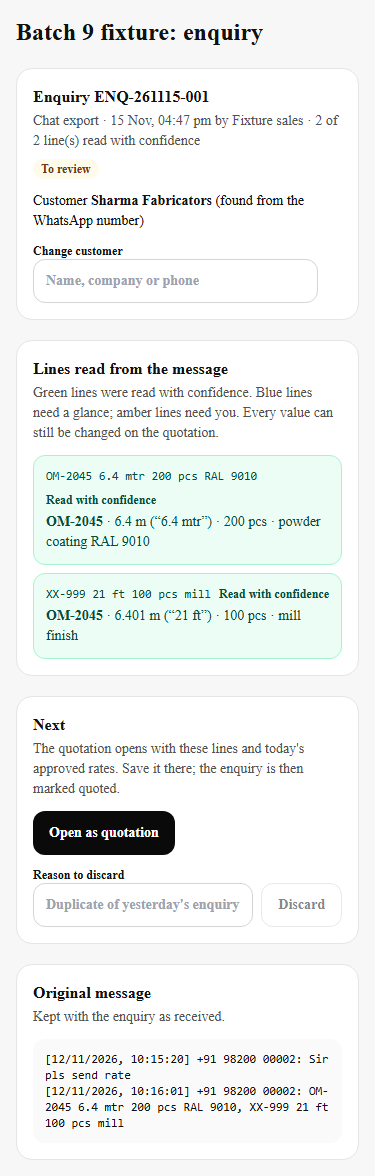 Batch 9 fixture: enquiry
Enquiry ENQ-261115-001
Chat export · 15 Nov, 04:47 pm by Fixture sales · 2 of
2 line(s) read with confidence
To review
Customer Sharma Fabricators (found from the
WhatsApp number)
Change customer
Name, company or phone
Lines read from the message
Green lines were read with confidence. Blue lines
need a glance; amber lines need you. Every value can
still be changed on the quotation.
OM-2045 6.4 mtr 200 pcs RAL 9010
Read with confidence
OM-2045 · 6.4 m (“6.4 mtr”) · 200 pcs · powder
coating RAL 9010
XX-999 21 ft 100 pcs mill Read with confidence
OM-2045 · 6.401 m (“21 ft”) · 100 pcs · mill
finish
Next
The quotation opens with these lines and today's
approved rates. Save it there; the enquiry is then
marked quoted.
Open as quotation
Reason to discard
Duplicate of yesterday's enquiry
Discard
Original message
Kept with the enquiry as received.
[12/11/2026, 10:15:20] +91 98200 00002: Sir
pls send rate
[12/11/2026, 10:16:01] +91 98200 00002: OM-
2045 6.4 mtr 200 pcs RAL 9010, XX-999 21 ft
100 pcs mill